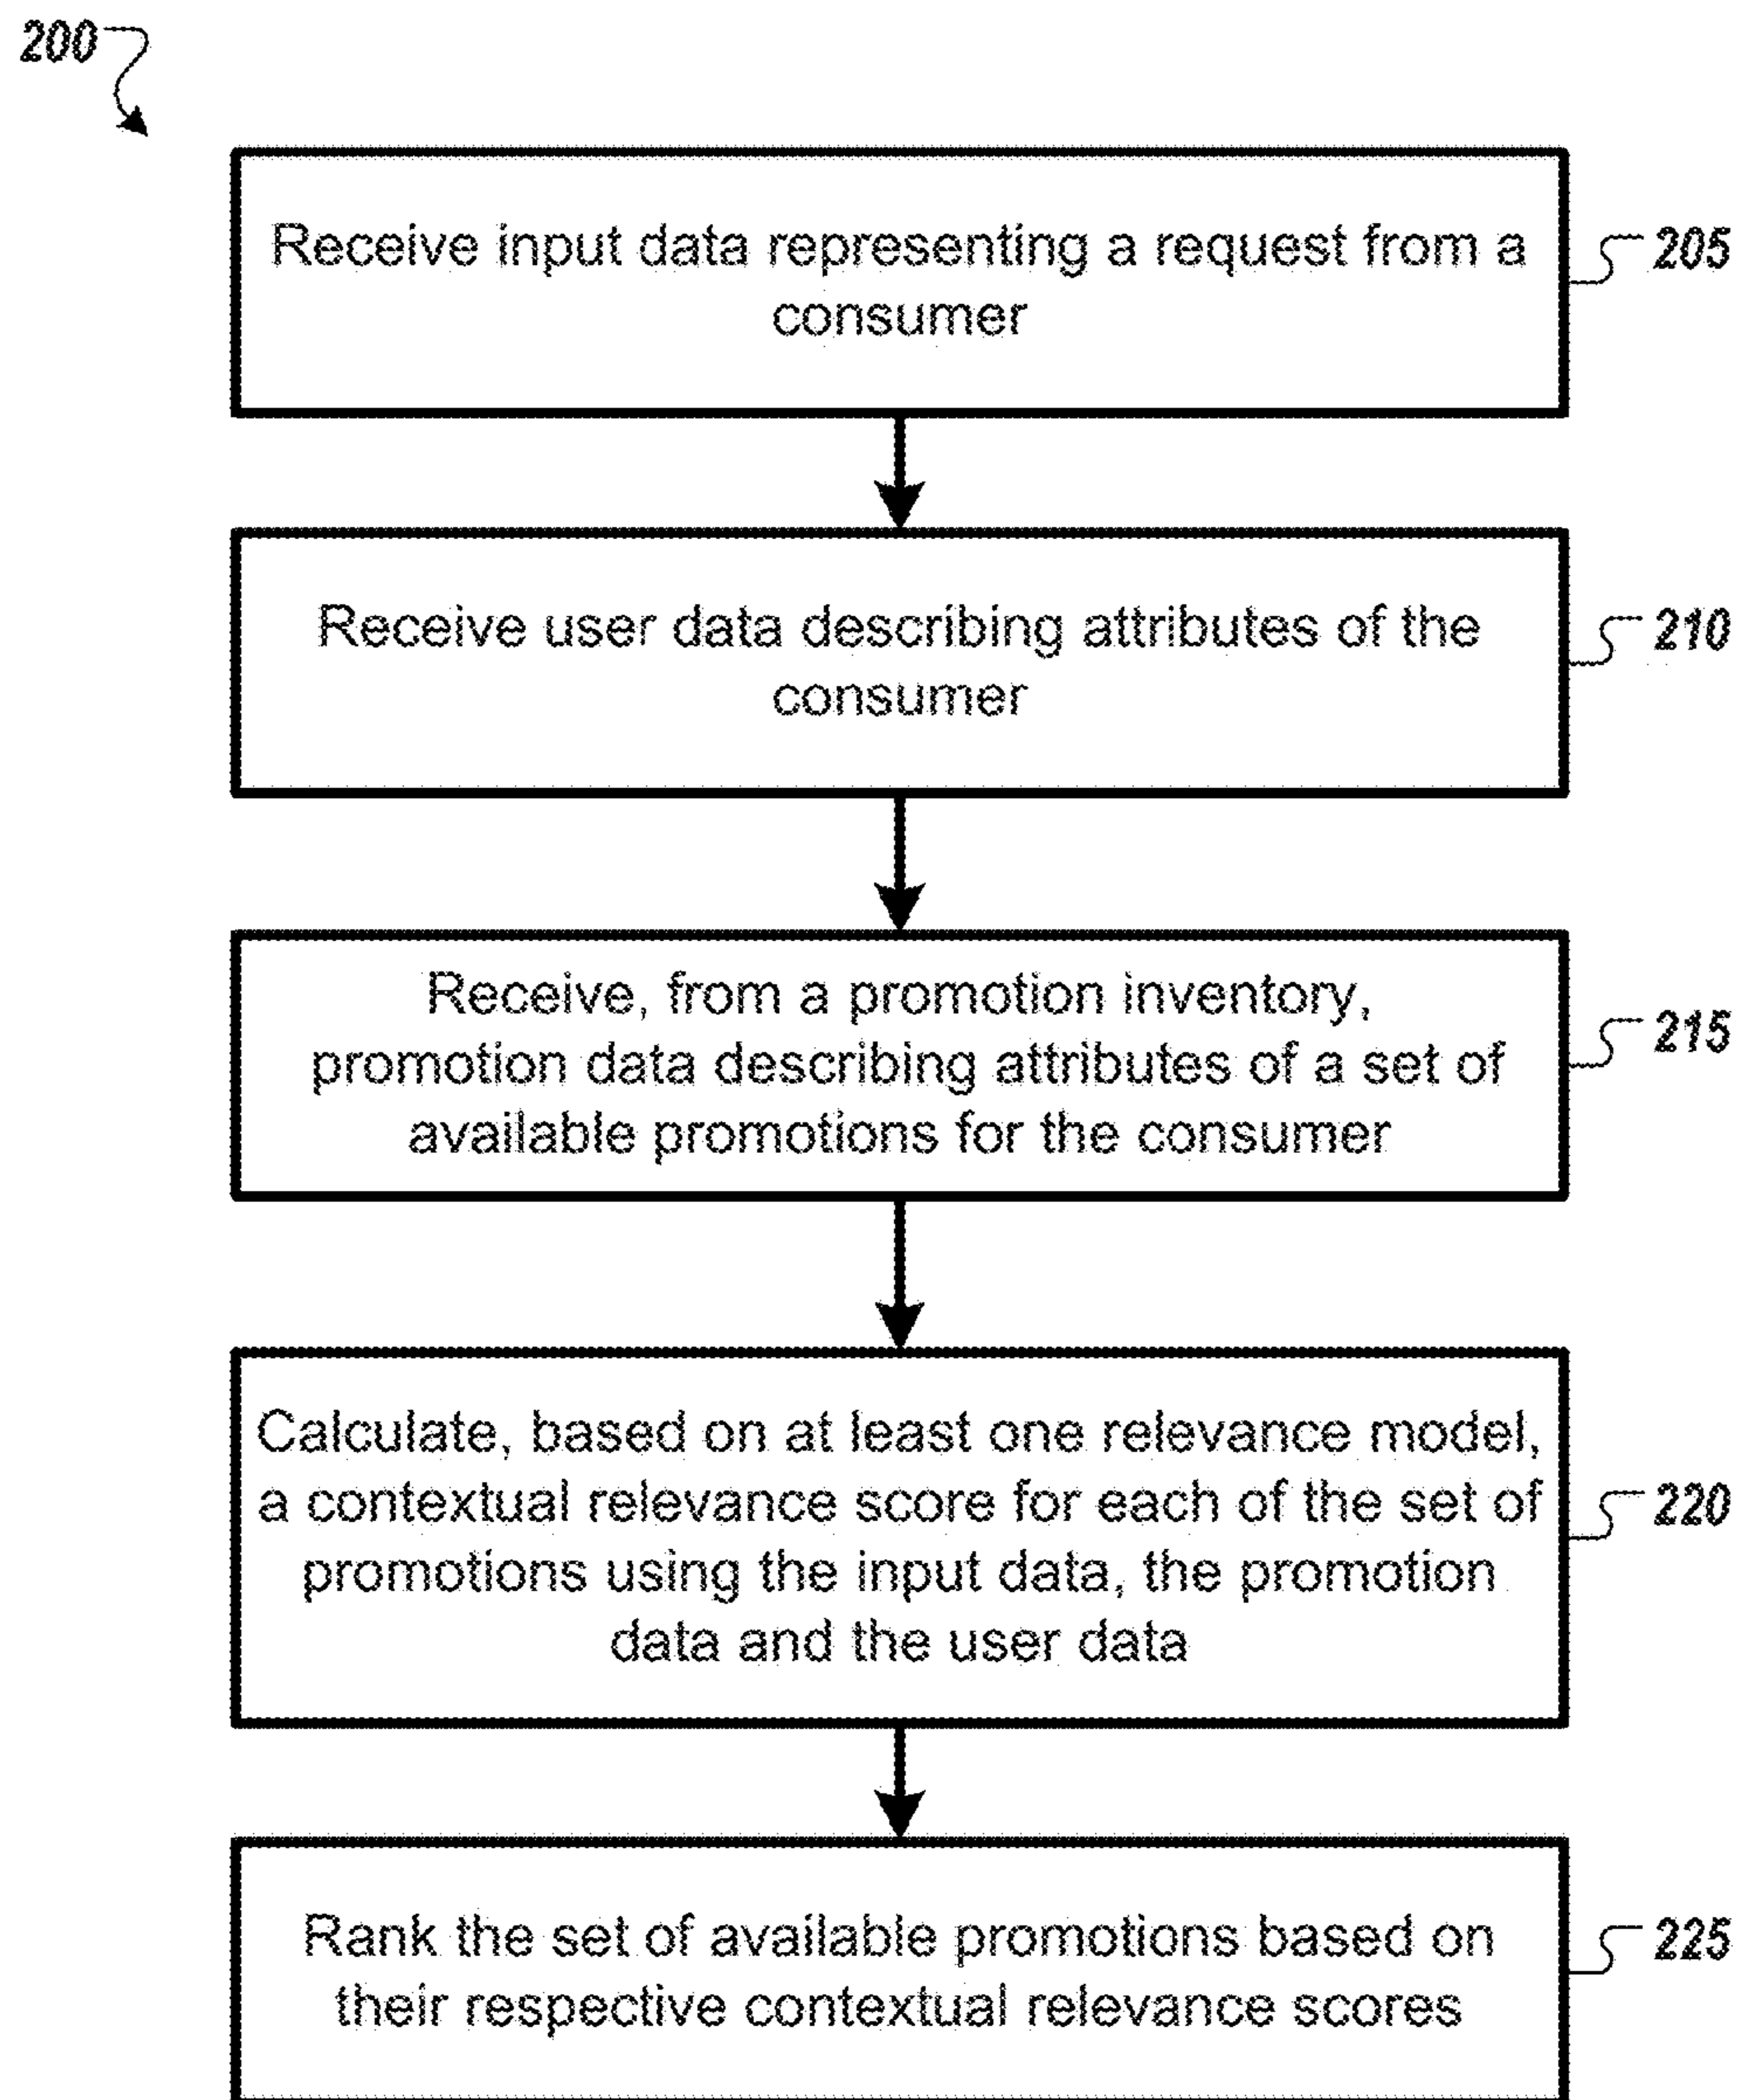 200
Receive input data representing a request from a
consumer
205
Receive user data describing attributes of the
consumer
210
Receive, from a promotion inventory,
promotion data describing attributes of a set of
available promotions for the consumer
215
Calculate, based on at least one relevance model,
a contextual relevance score for each of the set of
promotions using the input data, the promotion
data and the user data
220
Rank the set of available promotions based on
their respective contextual relevance scores
225